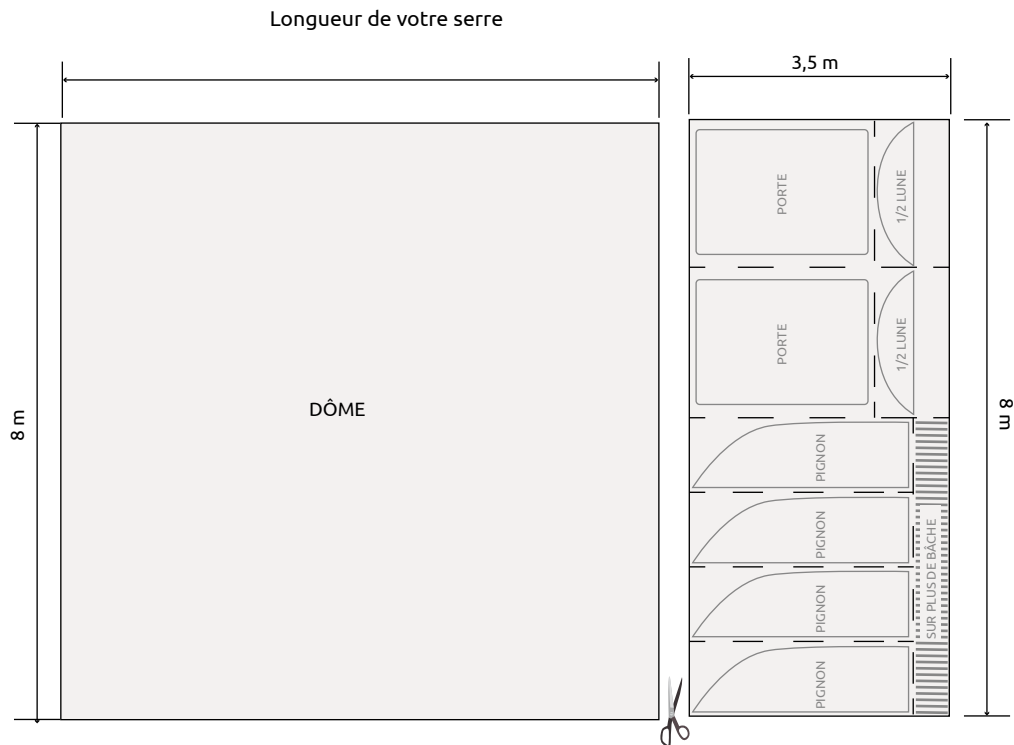 Longueur de votre serre
3,5 m
8 m
DÔME
PORTE
1/2 LUNE
PORTE
1/2 LUNE
PIGNON
PIGNON
PIGNON
PIGNON
SUR PLUS DE BÂCHE
8 m